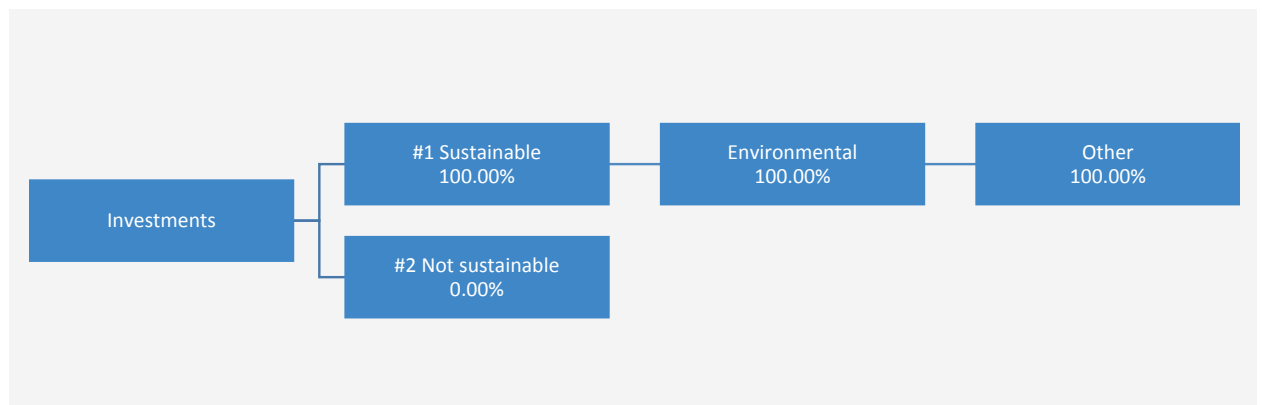 Investments
#1 Sustainable
100.00%
Environmental
100.00%
Other
100.00%
#2 Not sustainable
0.00%